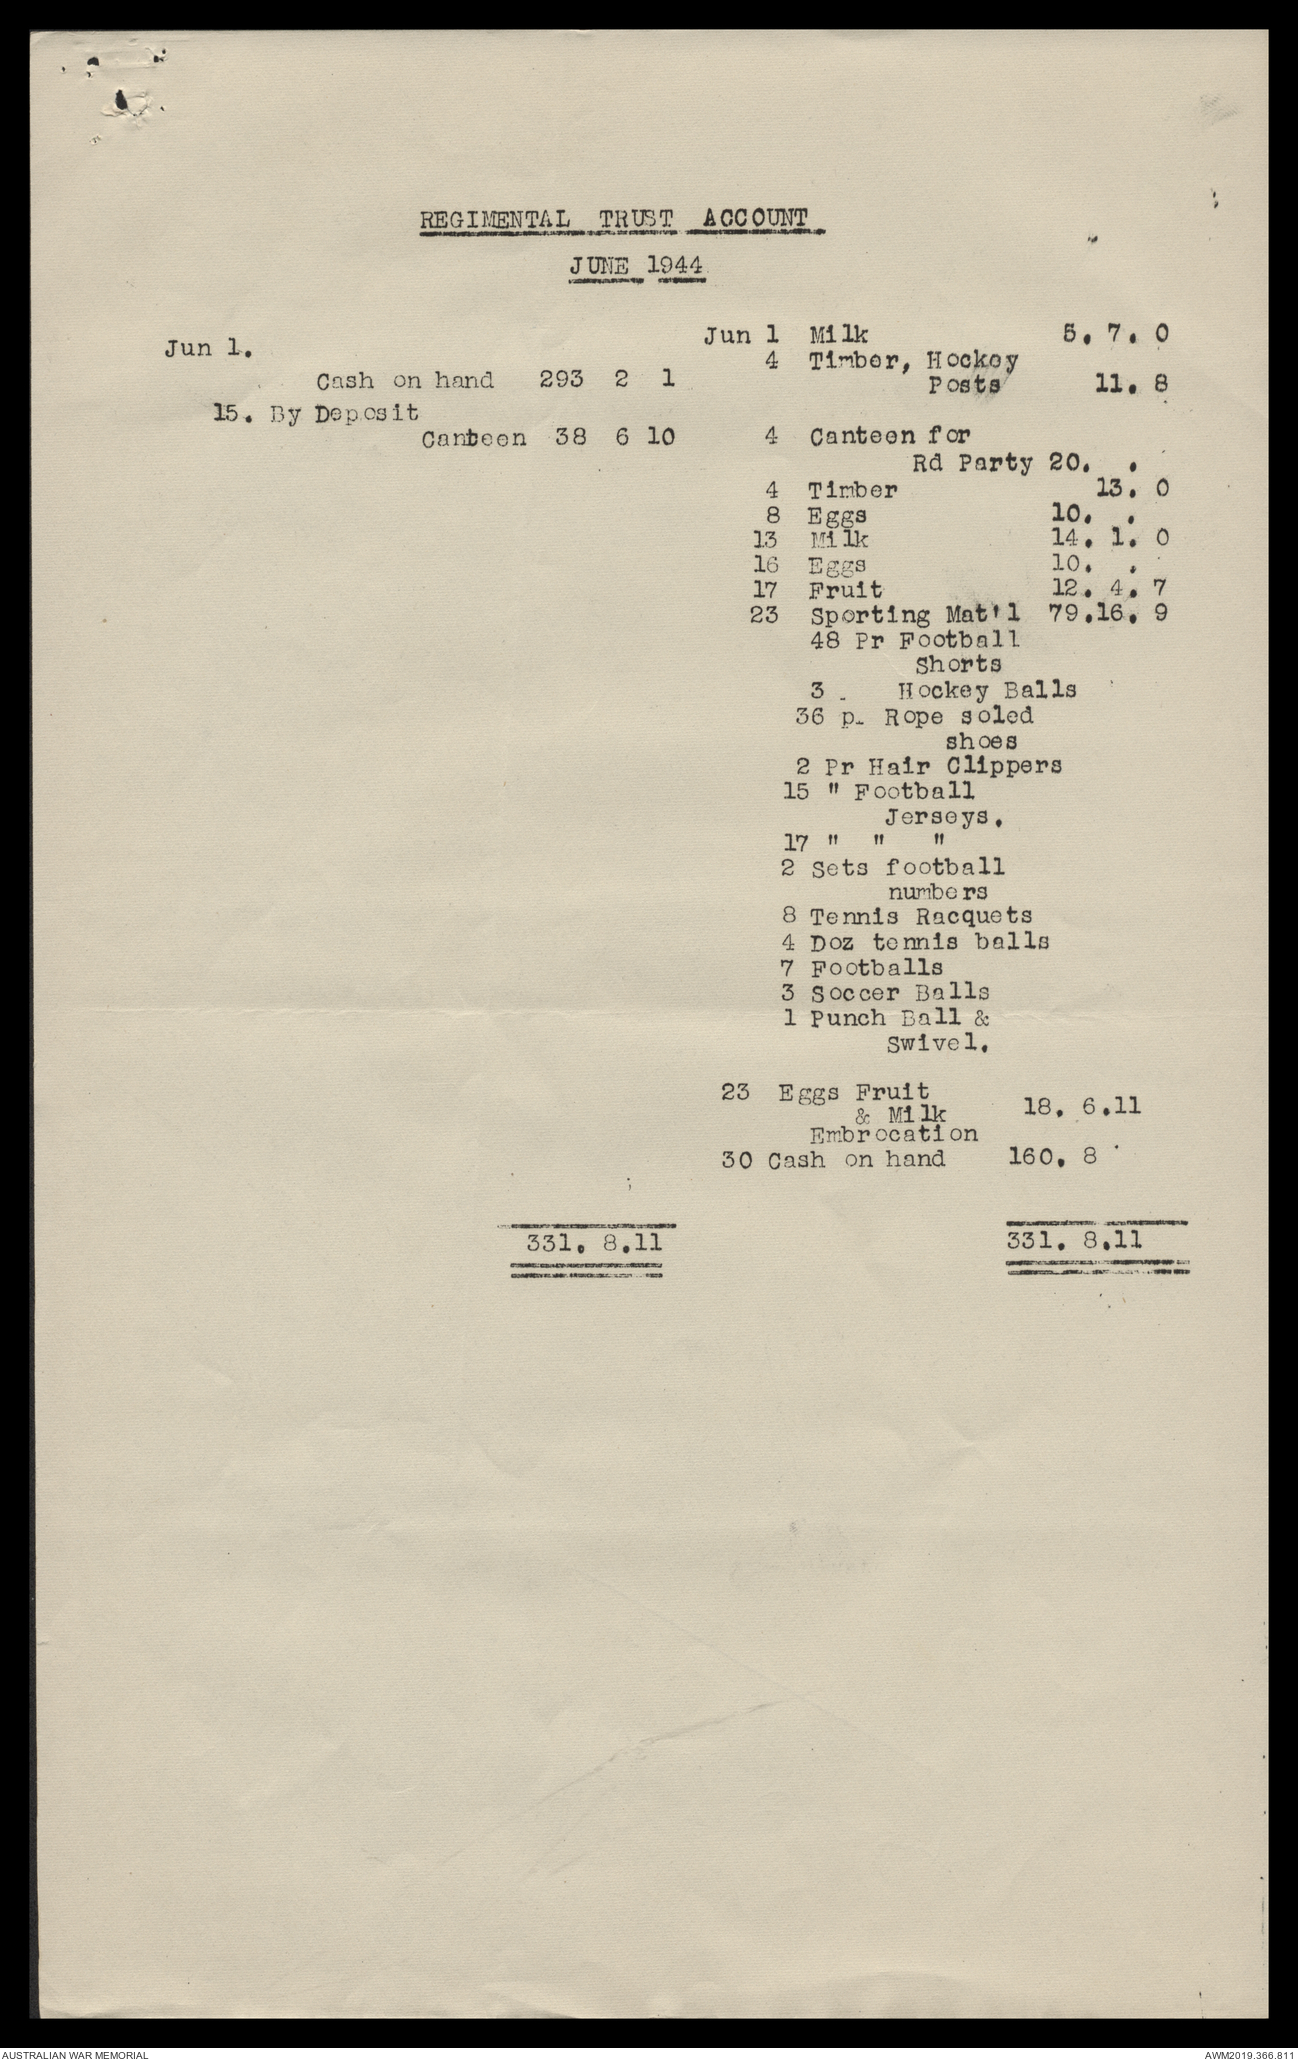 REGIMENTAL TRUST ACCOUNT
JUNE 1944
Jun 1.
Cash on hand 293 2 1
15. By Deposit
Canteen 38 6 10
331. 8.11
Jun 1 Milk 5. 7. 0
4 Timber, Hockey
Posts 11. 8
4 Canteen for
Rd Party 20. .
4 Timber 13. 0
8 Eggs 10. .
13 Milk 14. 1. 0
16 Eggs 10. .
17 Fruit 12. 4. 7
23 Sporting Mat'l 79.16. 9
48 Pr Football
Shorts
3 Hockey Balls
36 p. Rope soled
shoes
2 Pr Hair Clippers
15 " Football
Jerseys.
17 " " "
2 Sets football
numbers
8 Tennis Racquets
4 Doz tennis balls
7 Footballs
3 Soccer Balls
1 Punch Ball &
Swivel.
23 Eggs Fruit
& Milk 18. 6.11
Embrocation
30 Cash on hand 160. 8
331. 8.11
AUSTRALIAN WAR MEMORIAL
AWM2019.366.811